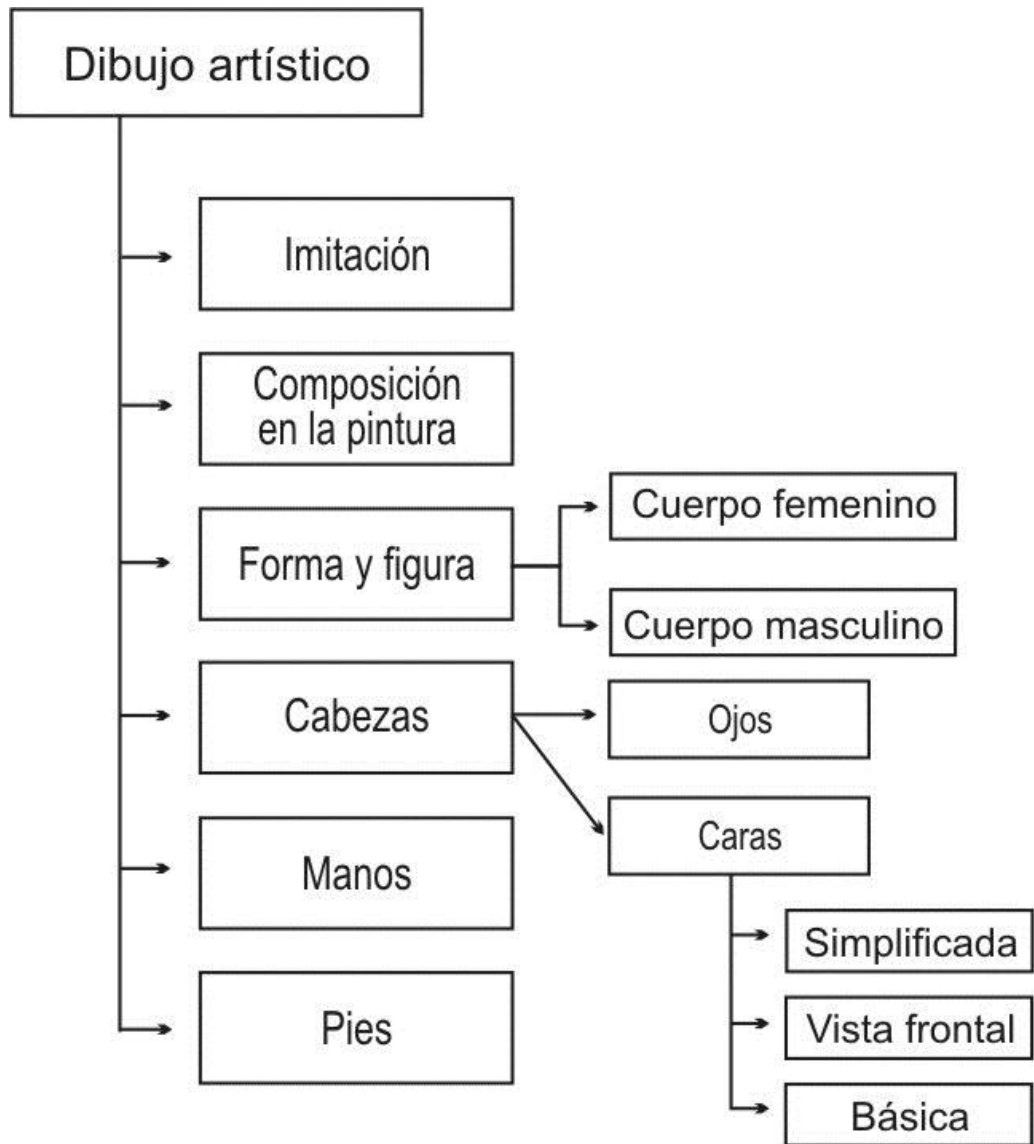 Dibujo artístico
Imitación
Composición
en la pintura
Forma y figura
Cuerpo femenino
Cuerpo masculino
Cabezas
Ojos
Caras
Simplificada
Vista frontal
Básica
Manos
Pies